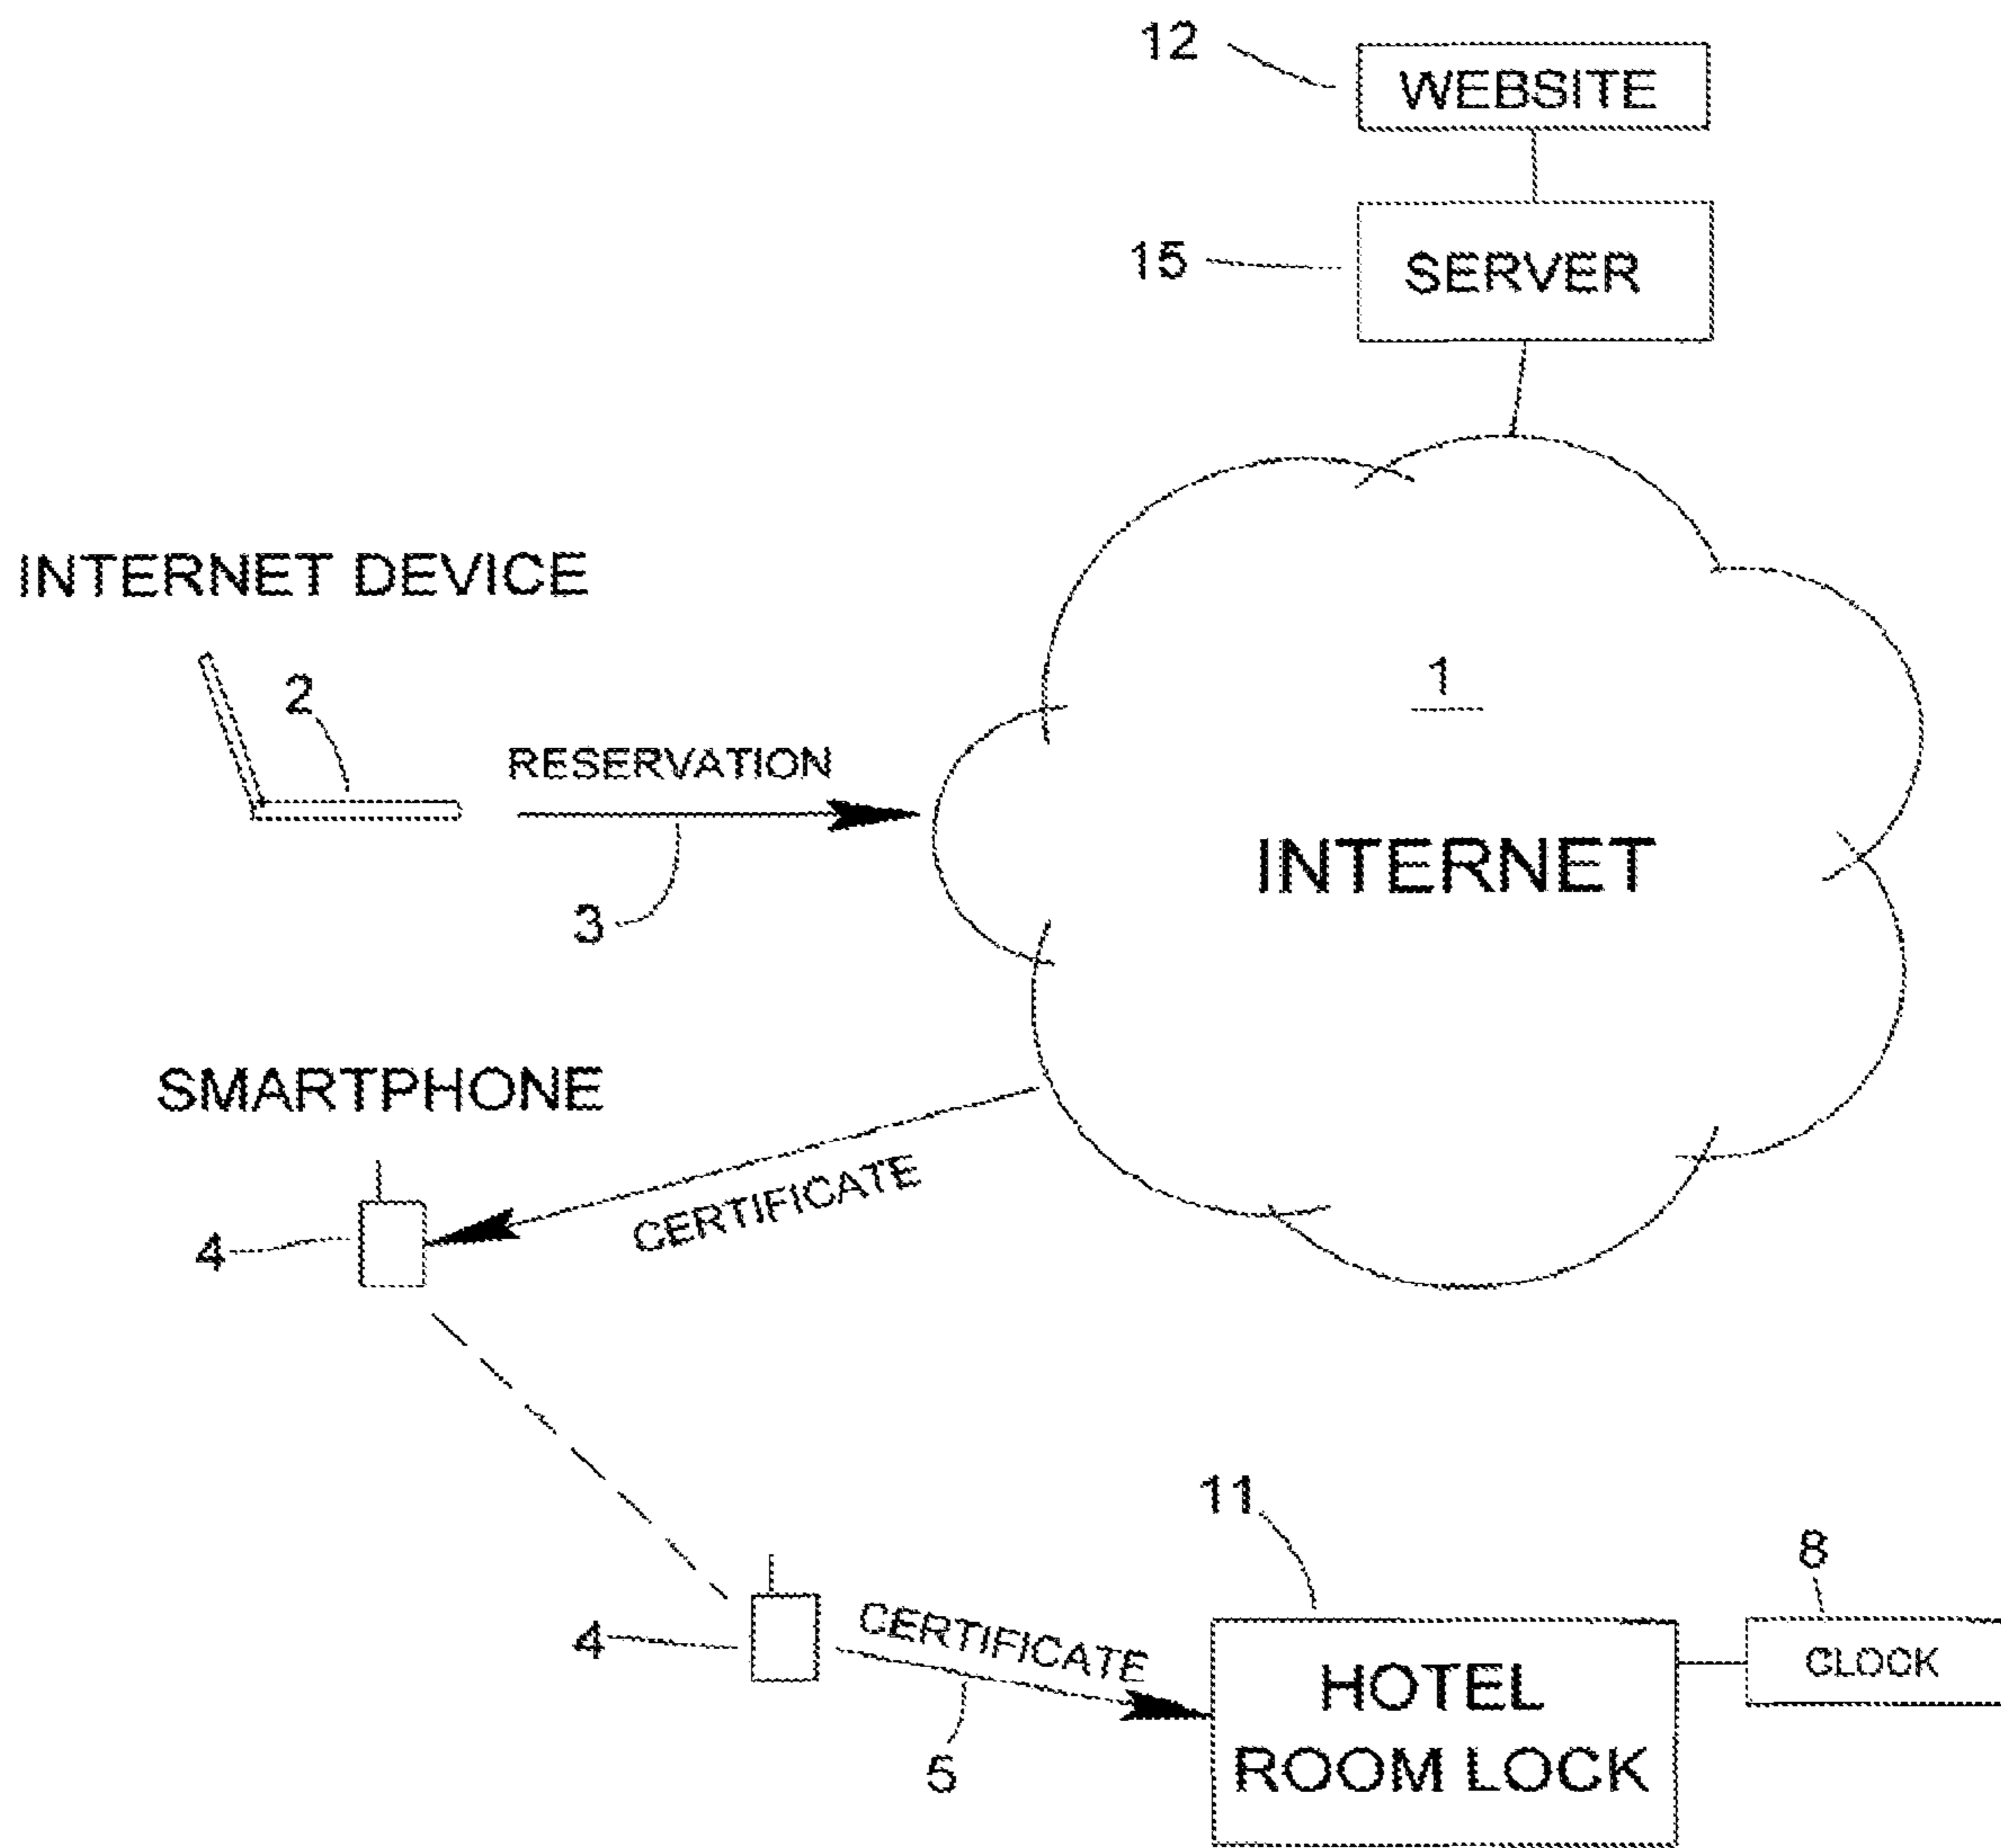 12
WEBSITE
15
SERVER
INTERNET DEVICE
2
RESERVATION
3
1
INTERNET
SMARTPHONE
4
CERTIFICATE
4
CERTIFICATE
5
11
HOTEL
ROOM LOCK
8
CLOCK